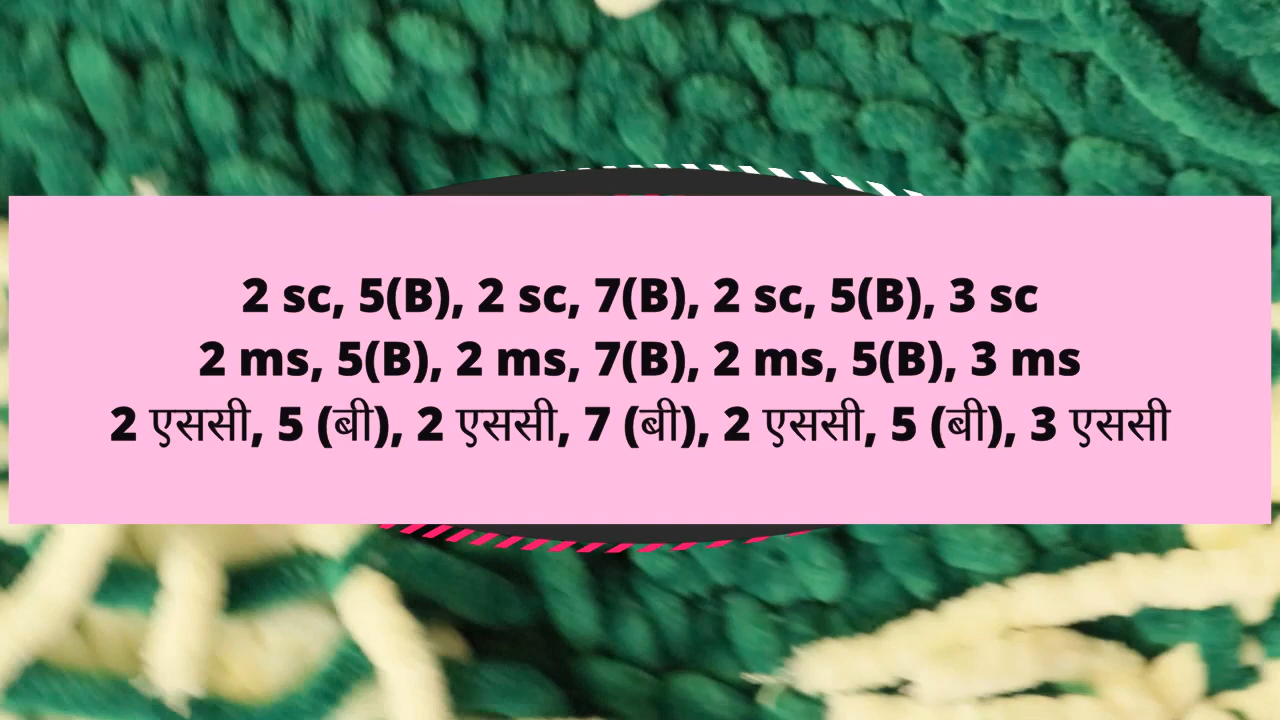 2 sc, 5(B), 2 sc, 7(B), 2 sc, 5(B), 3 sc
2 ms, 5(B), 2 ms, 7(B), 2 ms, 5(B), 3 ms
2 एससी, 5 (बी), 2 एससी, 7 (बी), 2 एससी, 5 (बी), 3 एससी